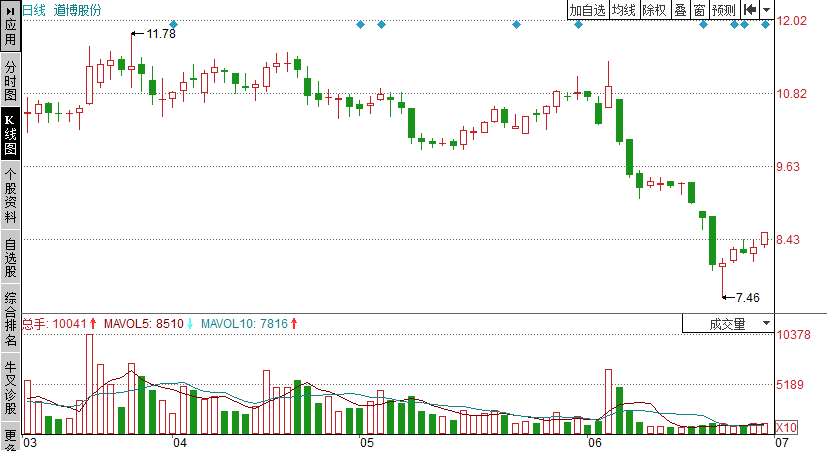 日线 道博股份
加自选 均线 除权 叠 窗 预测
应用
分时图
K线图
个股资料
自选股
综合排名
牛叉诊股
更多
11.78
7.46
12.02
10.82
9.63
8.43
总手: 10041 MAVOL5: 8510 MAVOL10: 7816
成交量
10378
5189
X10
03 04 05 06 07